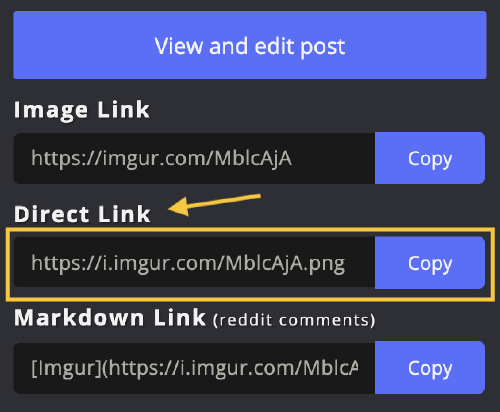 View and edit post
Image Link
https://imgur.com/MblcAjA Copy
Direct Link
https://i.imgur.com/MblcAjA.png Copy
Markdown Link (reddit comments)
[Imgur](https://i.imgur.com/MblcA Copy